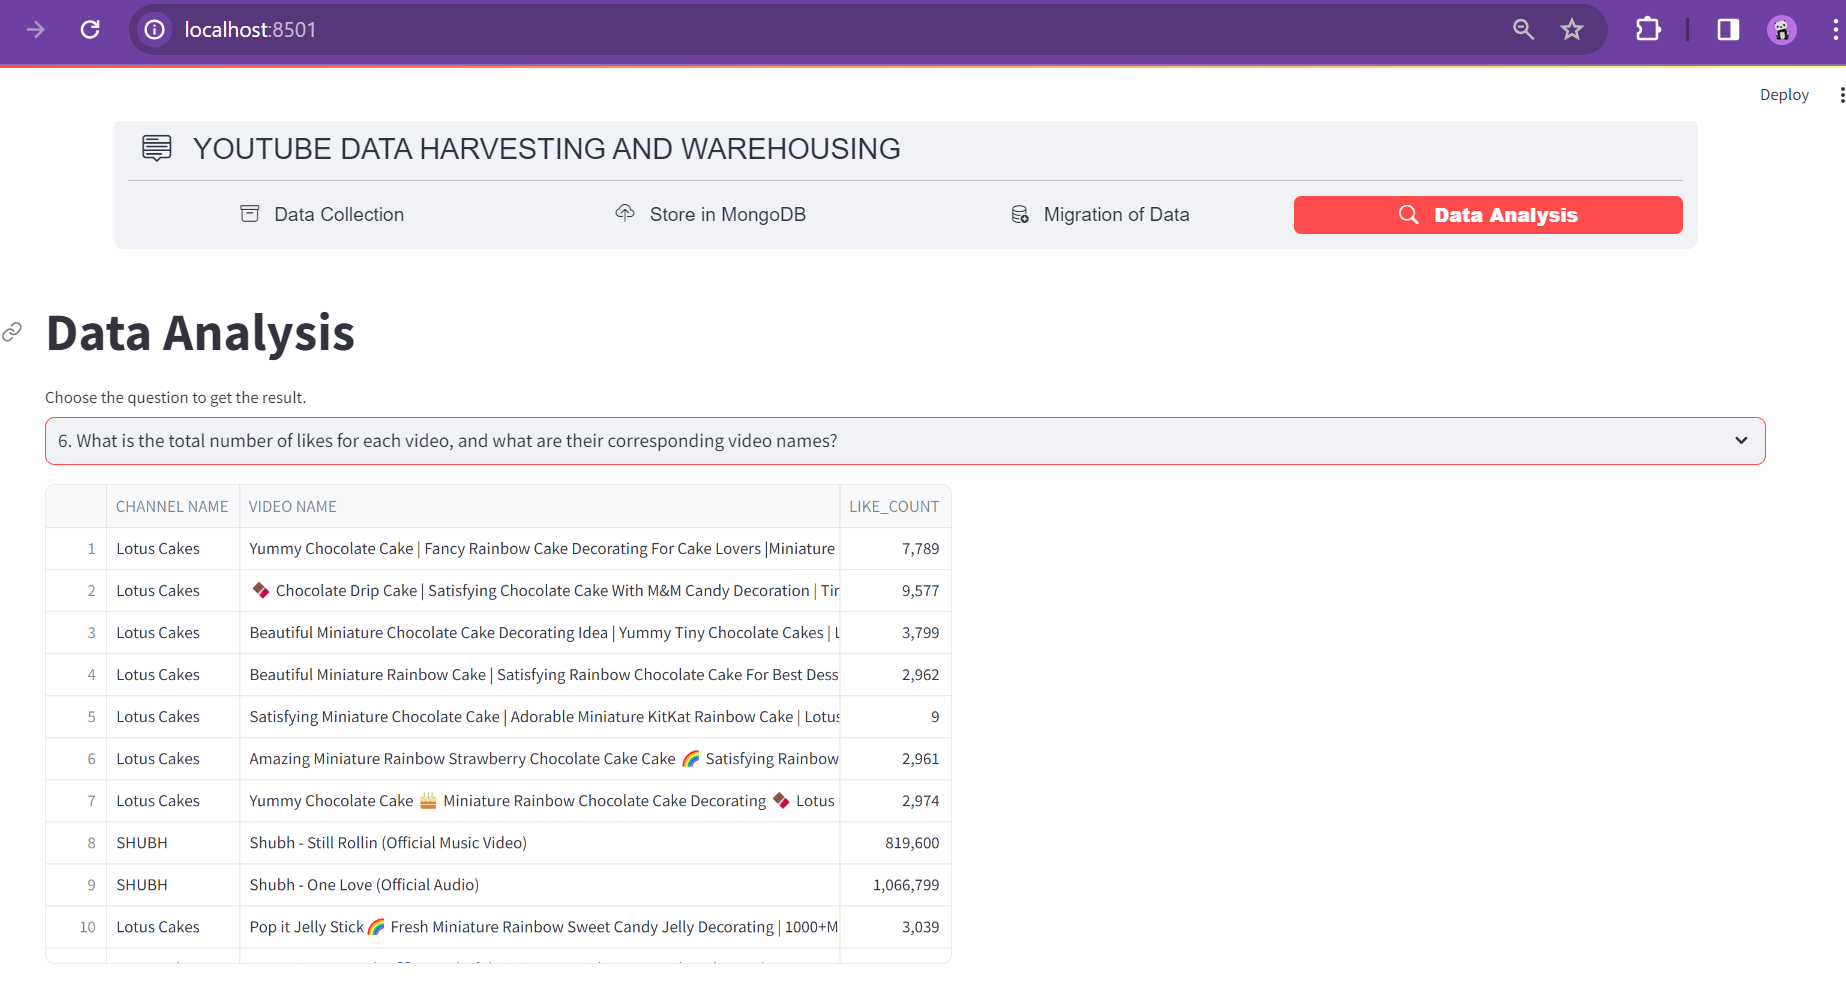 localhost:8501
Deploy
YOUTUBE DATA HARVESTING AND WAREHOUSING
Data Collection Store in MongoDB Migration of Data Data Analysis
Data Analysis
Choose the question to get the result.
6. What is the total number of likes for each video, and what are their corresponding video names?
CHANNEL NAME VIDEO NAME LIKE_COUNT
1 Lotus Cakes Yummy Chocolate Cake | Fancy Rainbow Cake Decorating For Cake Lovers |Miniature 7,789
2 Lotus Cakes 🍫 Chocolate Drip Cake | Satisfying Chocolate Cake With M&M Candy Decoration | 9,577
3 Lotus Cakes Beautiful Miniature Chocolate Cake Decorating Idea | Yummy Tiny Chocolate Cakes | 3,799
4 Lotus Cakes Beautiful Miniature Rainbow Cake | Satisfying Rainbow Chocolate Cake For Best Dess 2,962
5 Lotus Cakes Satisfying Miniature Chocolate Cake | Adorable Miniature KitKat Rainbow Cake | Lotus 9
6 Lotus Cakes Amazing Miniature Rainbow Strawberry Chocolate Cake Cake 🌈 Satisfying Rainbow 2,961
7 Lotus Cakes Yummy Chocolate Cake 🎂 Miniature Rainbow Chocolate Cake Decorating 🍫 Lotus 2,974
8 SHUBH Shubh - Still Rollin (Official Music Video) 819,600
9 SHUBH Shubh - One Love (Official Audio) 1,066,799
10 Lotus Cakes Pop it Jelly Stick🌈 Fresh Miniature Rainbow Sweet Candy Jelly Decorating | 1000+M 3,039